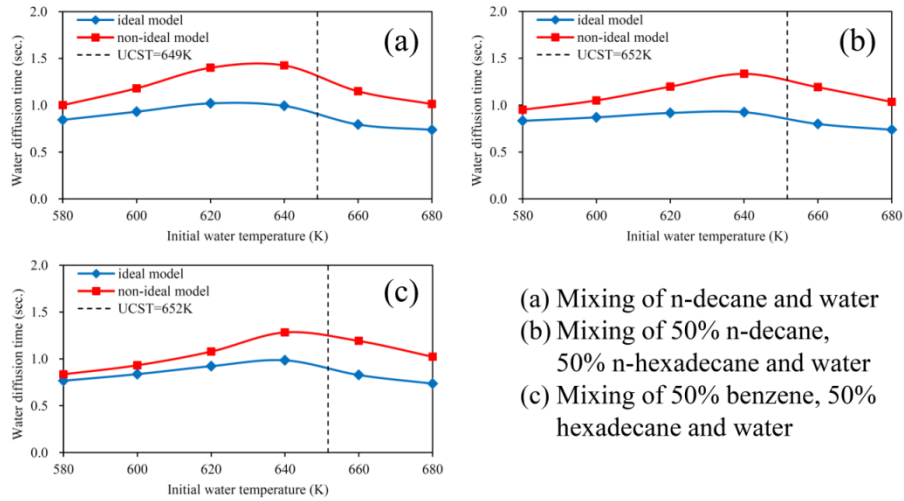 ideal model
non-ideal model
UCST=649K
(a)
Water diffusion time (sec.)
2.0
1.5
1.0
0.5
0.0
580 600 620 640 660 680
Initial water temperature (K)
ideal model
non-ideal model
UCST=652K
(b)
Water diffusion time (sec.)
2.0
1.5
1.0
0.5
0.0
580 600 620 640 660 680
Initial water temperature (K)
ideal model
non-ideal model
UCST=652K
(c)
Water diffusion time (sec.)
2.0
1.5
1.0
0.5
0.0
580 600 620 640 660 680
Initial water temperature (K)
(a) Mixing of n-decane and water
(b) Mixing of 50% n-decane,
50% n-hexadecane and water
(c) Mixing of 50% benzene, 50%
hexadecane and water